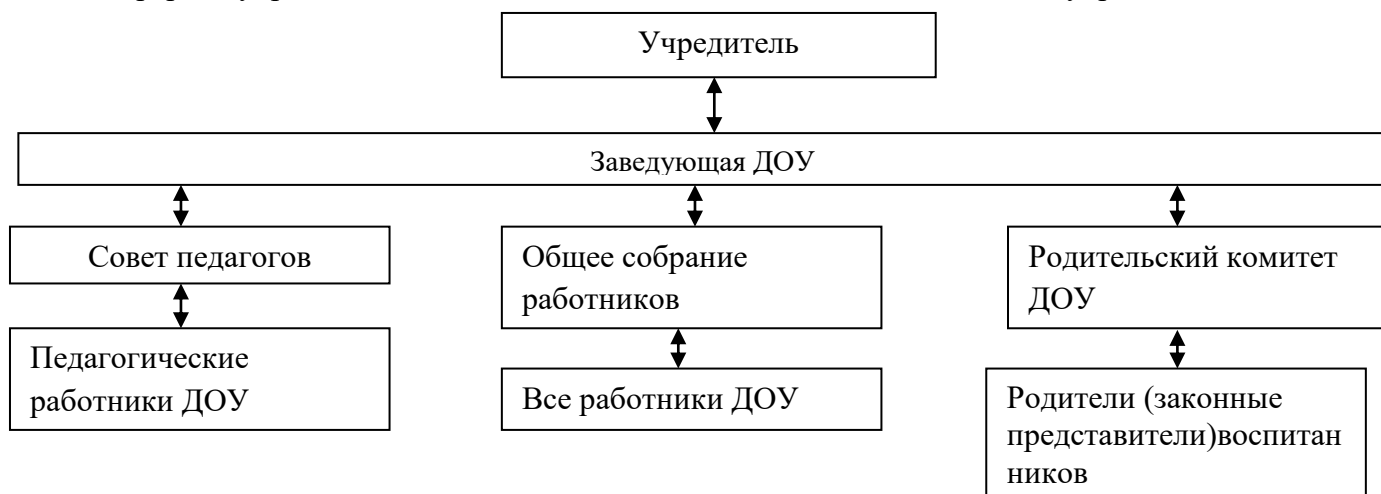 Учредитель
Заведующая ДОУ
Совет педагогов
Общее собрание
работников
Родительский комитет
ДОУ
Педагогические
работники ДОУ
Все работники ДОУ
Родители (законные
представители)воспитан
ников